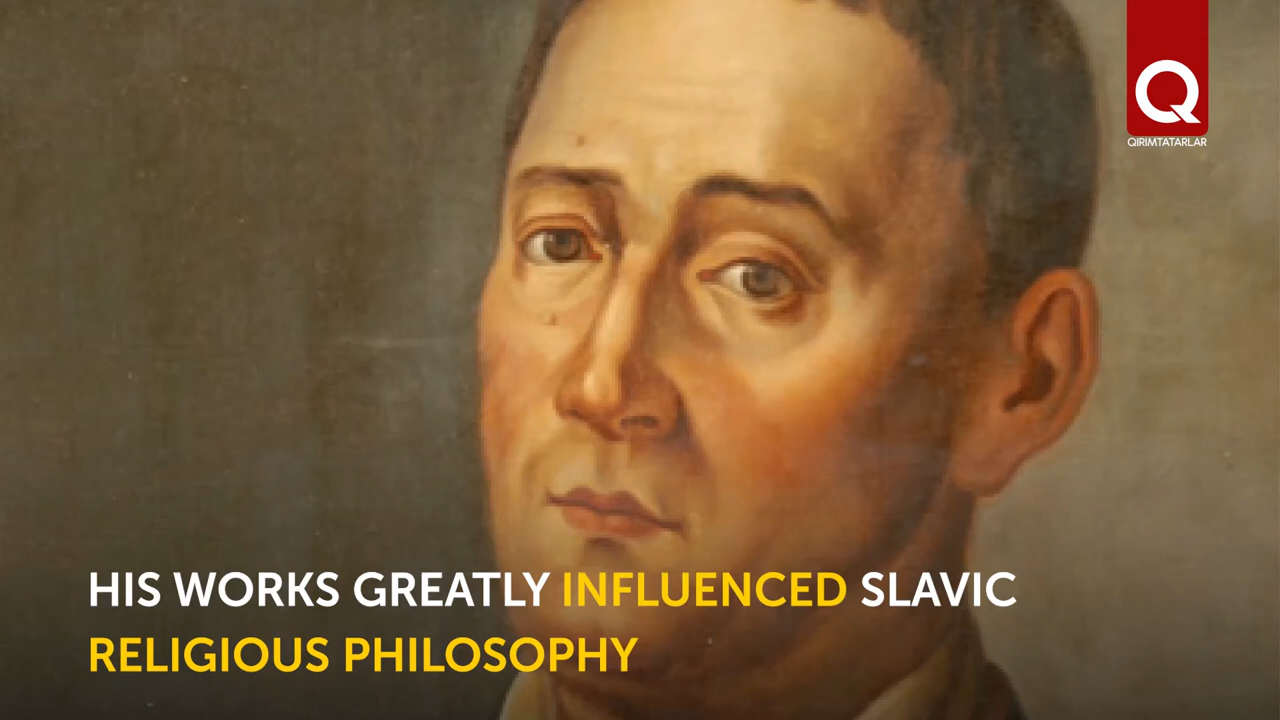 Q
QIRIMTATARLAR
HIS WORKS GREATLY INFLUENCED SLAVIC
RELIGIOUS PHILOSOPHY